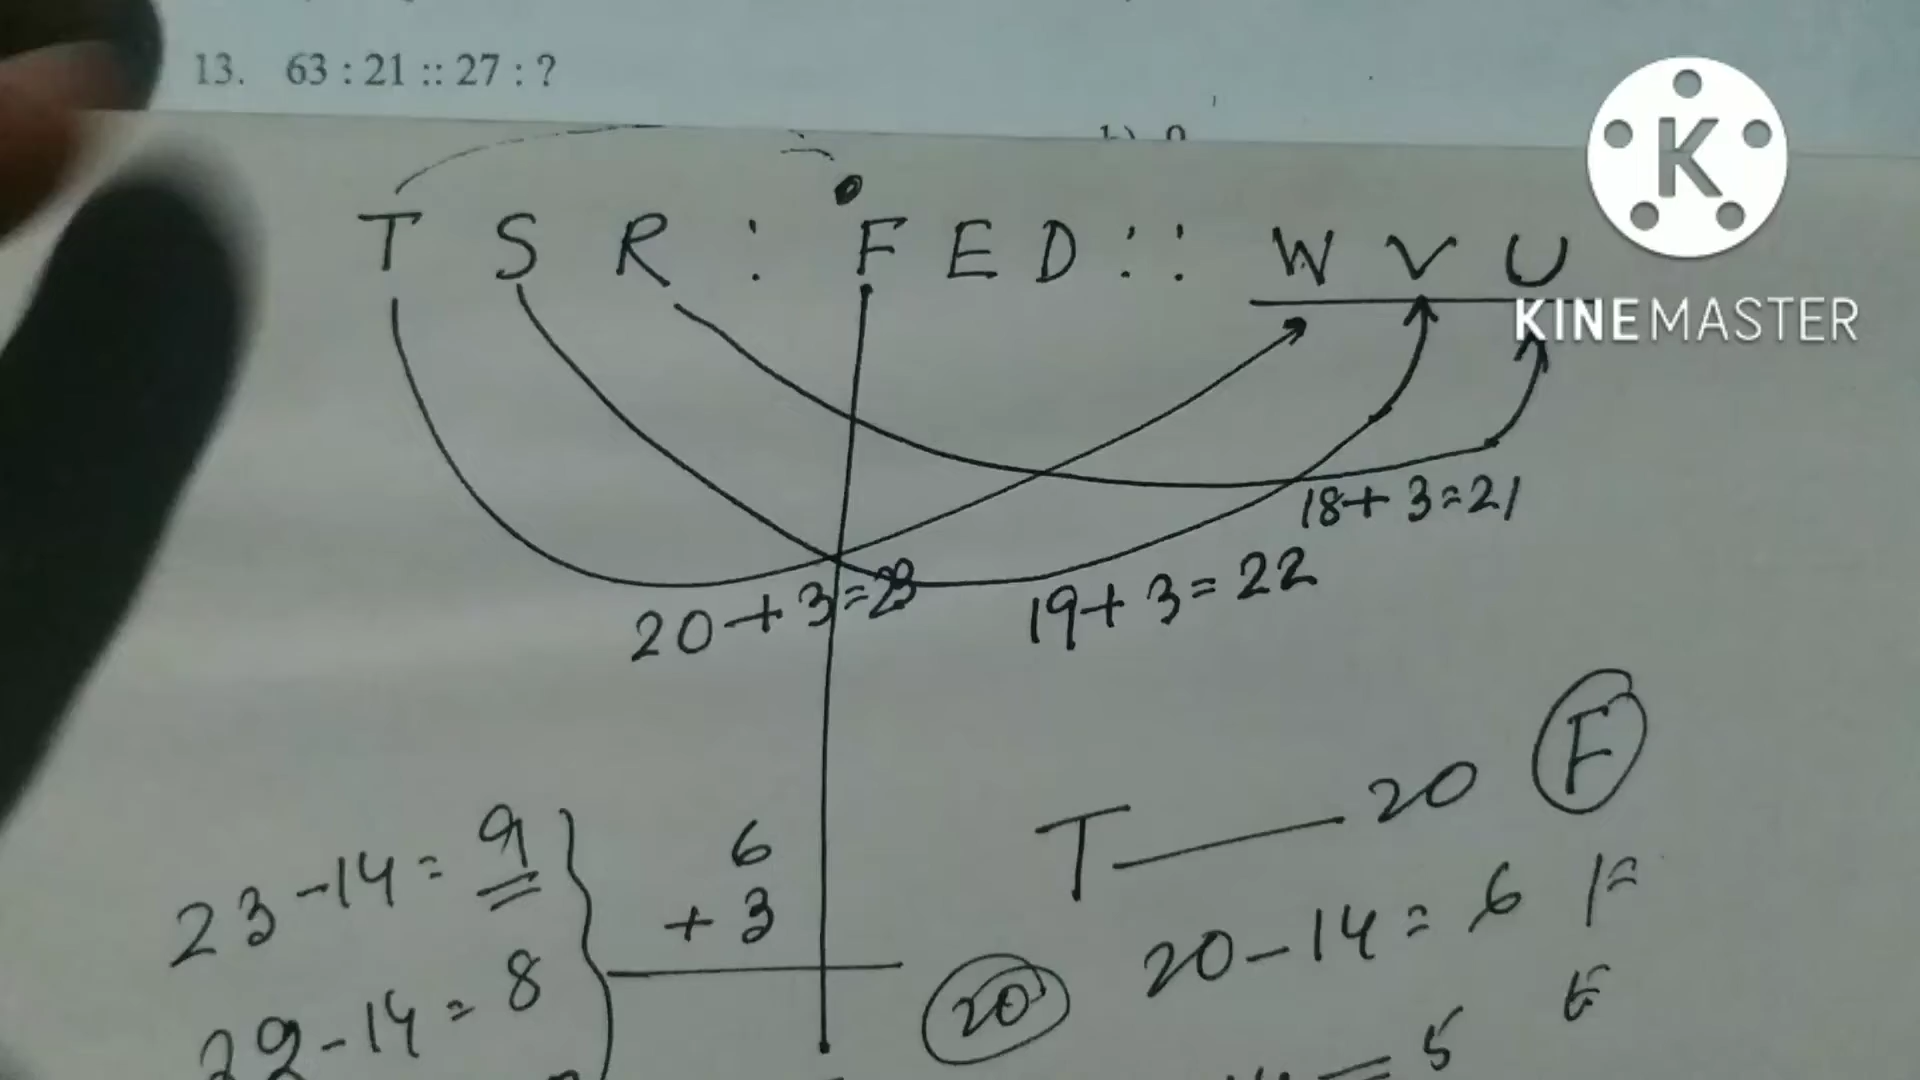 13. 63 : 21 :: 27 : ?
T S R : F E D :: W V U
K
KINEMASTER
18+3=21
20+3=23
19+3=22
T—20 F
23-14=9
6
+3
20-14=6
22-14=8
20
5